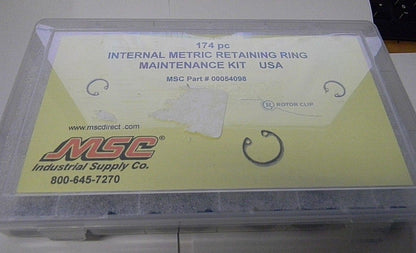 174 pc
INTERNAL METRIC RETAINING RING
MAINTENANCE KIT USA
MSC Part # 00054098
ROTOR CLIP
www.mscdirect.com
MSC
Industrial Supply Co.
800-645-7270